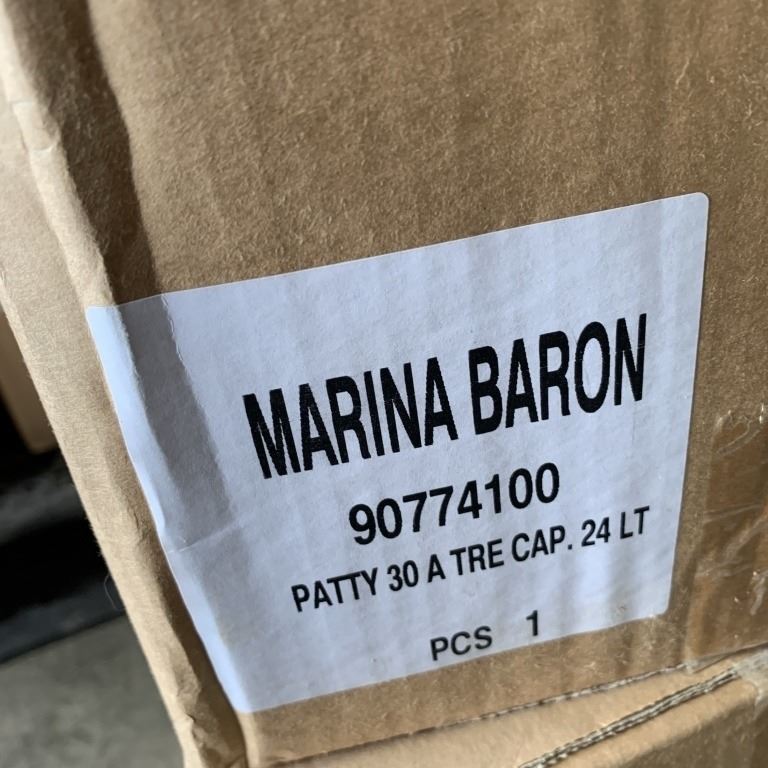 MARINA BARON
90774100
PATTY 30 A TRE CAP. 24 LT
PCS 1